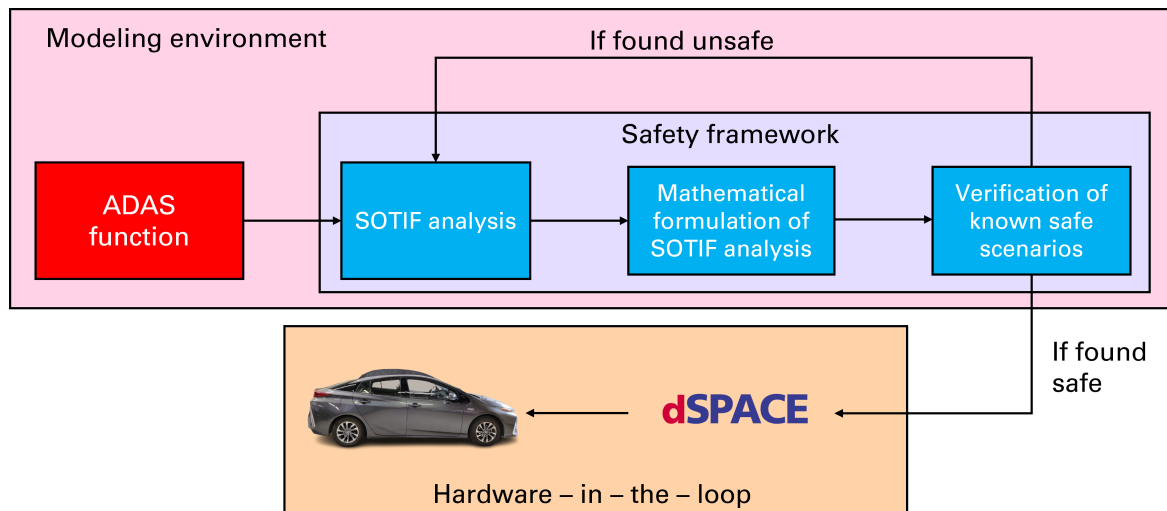 Modeling environment
If found unsafe
Safety framework
ADAS
function
SOTIF analysis
Mathematical
formulation of
SOTIF analysis
Verification of
known safe
scenarios
If found
safe
dSPACE
Hardware – in – the – loop